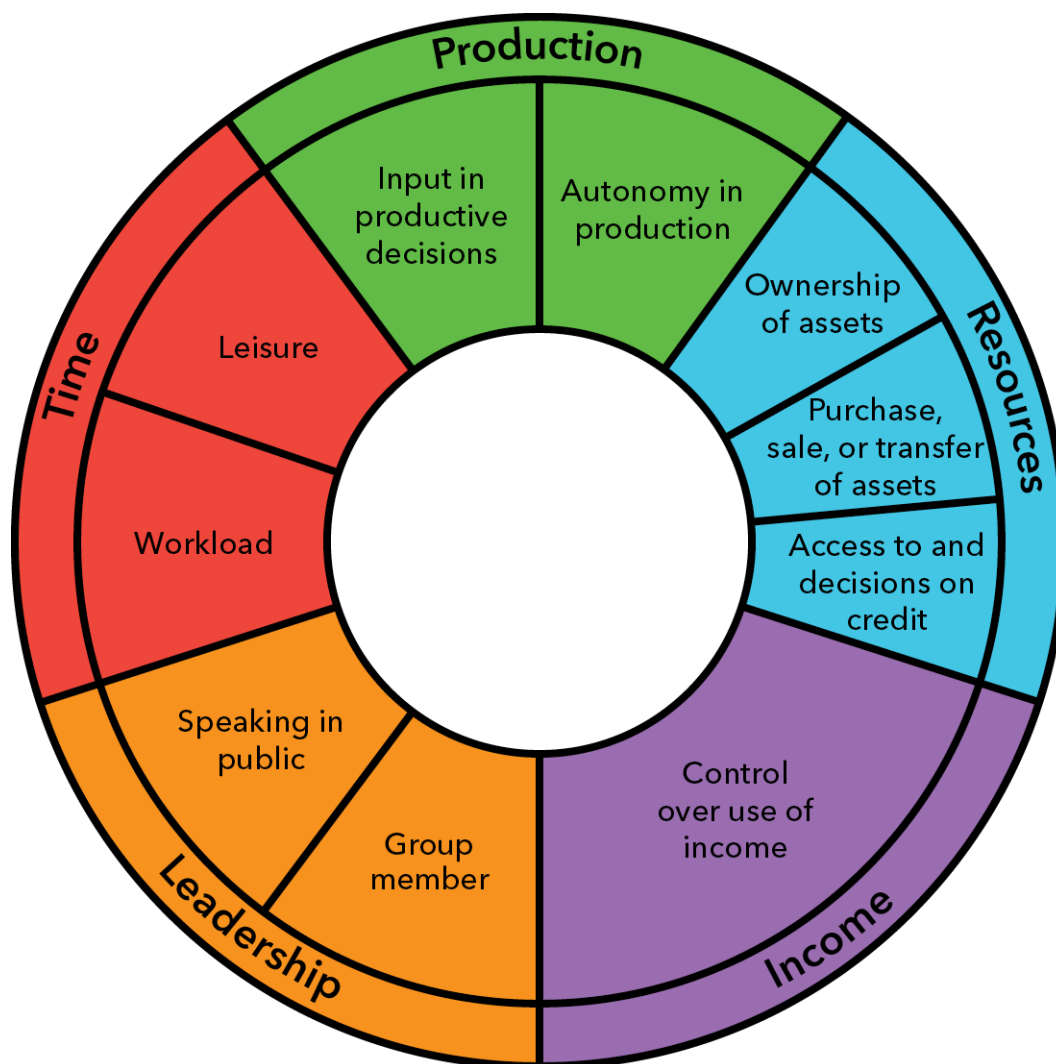 Production
Input in
productive
decisions
Autonomy in
production
Resources
Ownership
of assets
Purchase,
sale, or transfer
of assets
Access to and
decisions on
credit
Income
Control
over use of
income
Leadership
Group
member
Speaking in
public
Time
Workload
Leisure